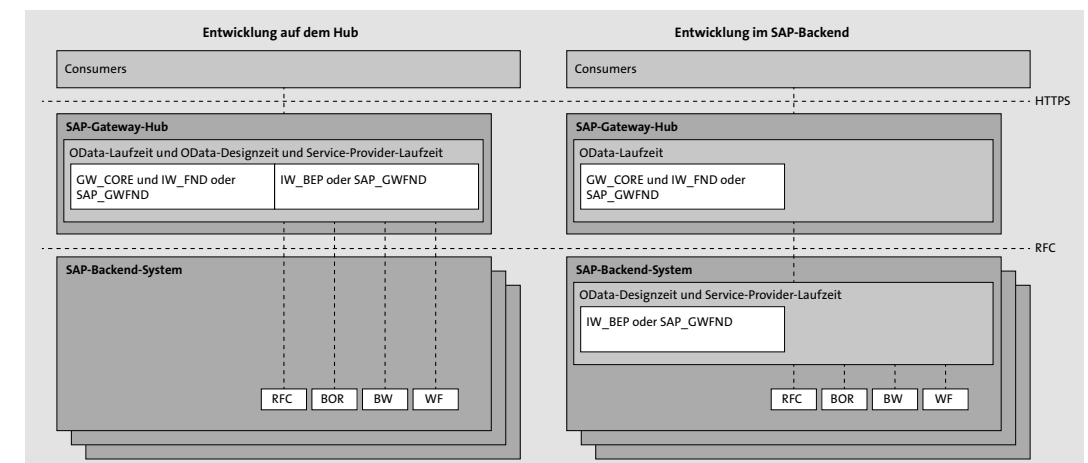 Entwicklung auf dem Hub
Entwicklung im SAP-Backend
Consumers
Consumers
HTTPS
SAP-Gateway-Hub
OData-Laufzeit und OData-Designzeit und Service-Provider-Laufzeit
GW_CORE und IW_FND oder
SAP_GWFND
IW_BEP oder SAP_GWFND
SAP-Gateway-Hub
OData-Laufzeit
GW_CORE und IW_FND oder
SAP_GWFND
RFC
SAP-Backend-System
RFC
BOR
BW
WF
SAP-Backend-System
OData-Designzeit und Service-Provider-Laufzeit
IW_BEP oder SAP_GWFND
RFC
BOR
BW
WF